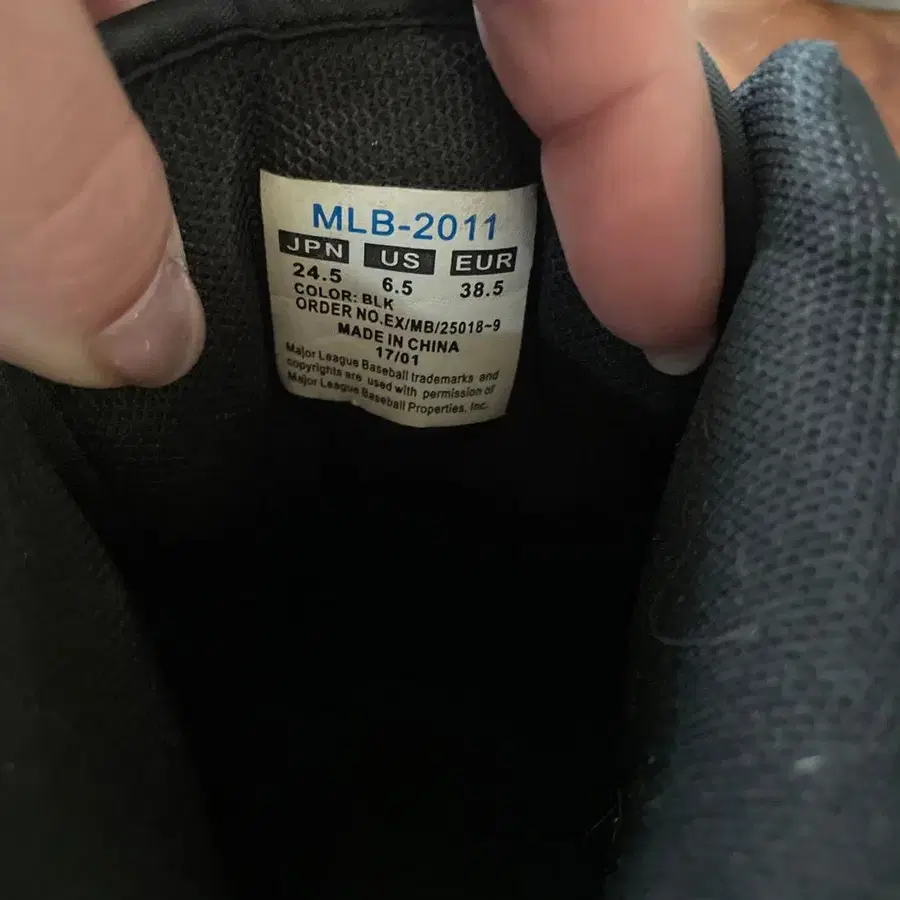 MLB-2011
JPN US EUR
24.5 6.5 38.5
COLOR: BLK
ORDER NO.EX/MB/25018~9
MADE IN CHINA
17/01
Major League Baseball trademarks and
copyrights are used with permission of
Major League Baseball Properties, Inc.